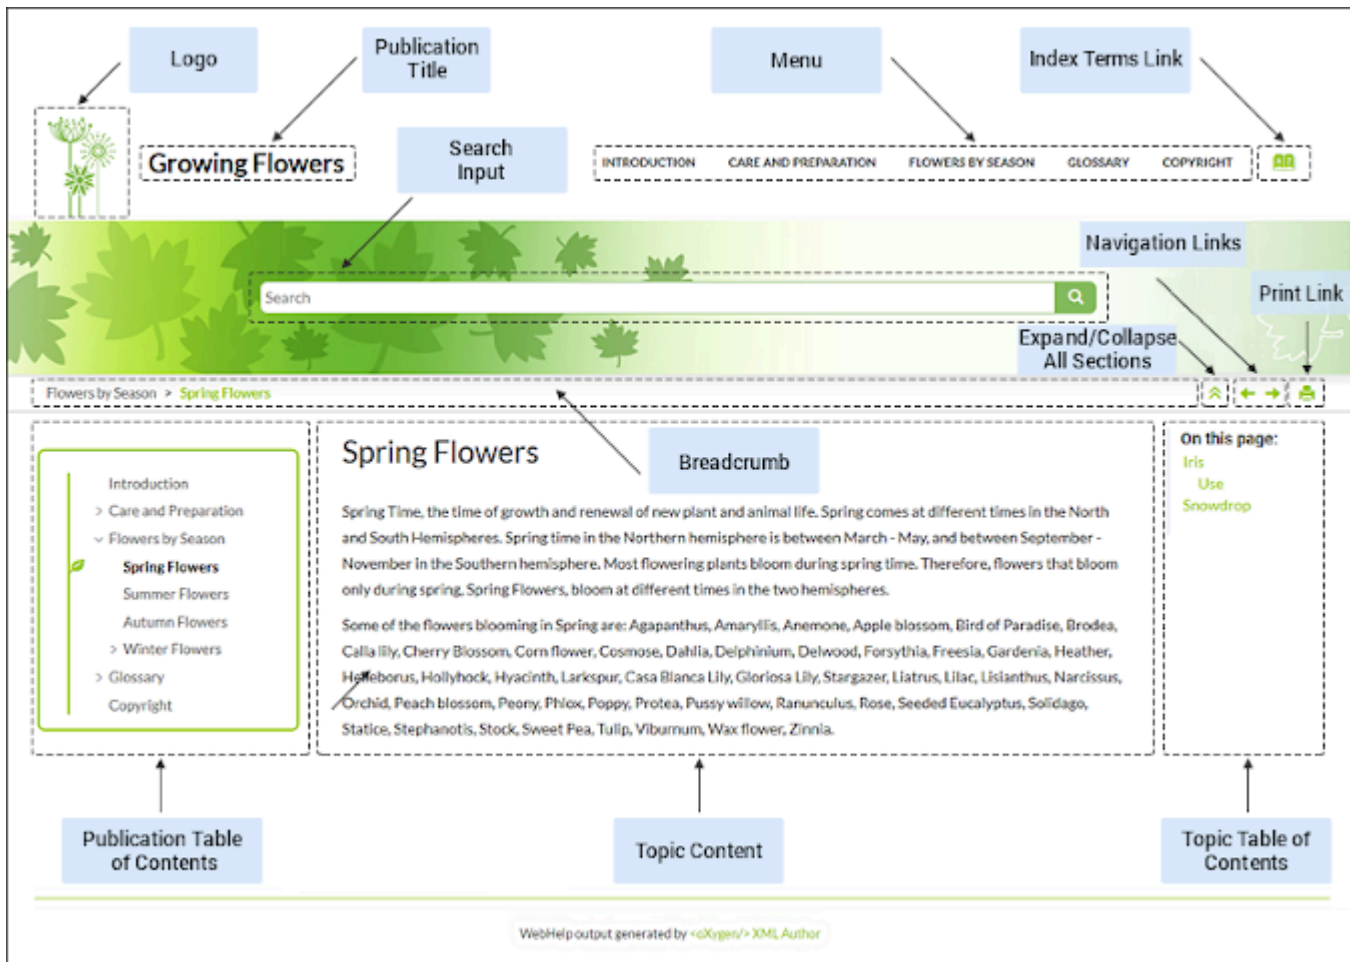 Logo
Publication
Title
Menu
Index Terms Link
Growing Flowers
Search
Input
INTRODUCTION CARE AND PREPARATION FLOWERS BY SEASON GLOSSARY COPYRIGHT
Navigation Links
Search
Print Link
Expand/Collapse
All Sections
Flowers by Season > Spring Flowers
Introduction
> Care and Preparation
Flowers by Season
Spring Flowers
Summer Flowers
Autumn Flowers
> Winter Flowers
> Glossary
Copyright
Spring Flowers
Breadcrumb
Spring Time, the time of growth and renewal of new plant and animal life. Spring comes at different times in the North
and South Hemispheres. Spring time in the Northern hemisphere is between March - May, and between September -
November in the Southern hemisphere. Most flowering plants bloom during spring time. Therefore, flowers that bloom
only during spring, Spring Flowers, bloom at different times in the two hemispheres.
Some of the flowers blooming in Spring are: Agapanthus, Amaryllis, Anemone, Apple blossom, Bird of Paradise, Brodea,
Calla lily, Cherry Blossom, Corn flower, Cosmose, Dahlia, Delphinium, Delwood, Forsythia, Freesia, Gardenia, Heather,
Helleborus, Hollyhock, Hyacinth, Larkspur, Casa Blanca Lily, Gloriosa Lily, Stargazer, Liatrus, Lilac, Lisianthus, Narcissus,
Orchid, Peach blossom, Peony, Phlox, Poppy, Protea, Pussy willow, Ranunculus, Rose, Seeded Eucalyptus, Solidago,
Statice, Stephanotis, Stock, Sweet Pea, Tulip, Viburnum, Wax flower, Zinnia.
On this page:
Iris
Use
Snowdrop
Publication Table
of Contents
Topic Content
Topic Table of
Contents
WebHelp output generated by <oXygen/> XML Author